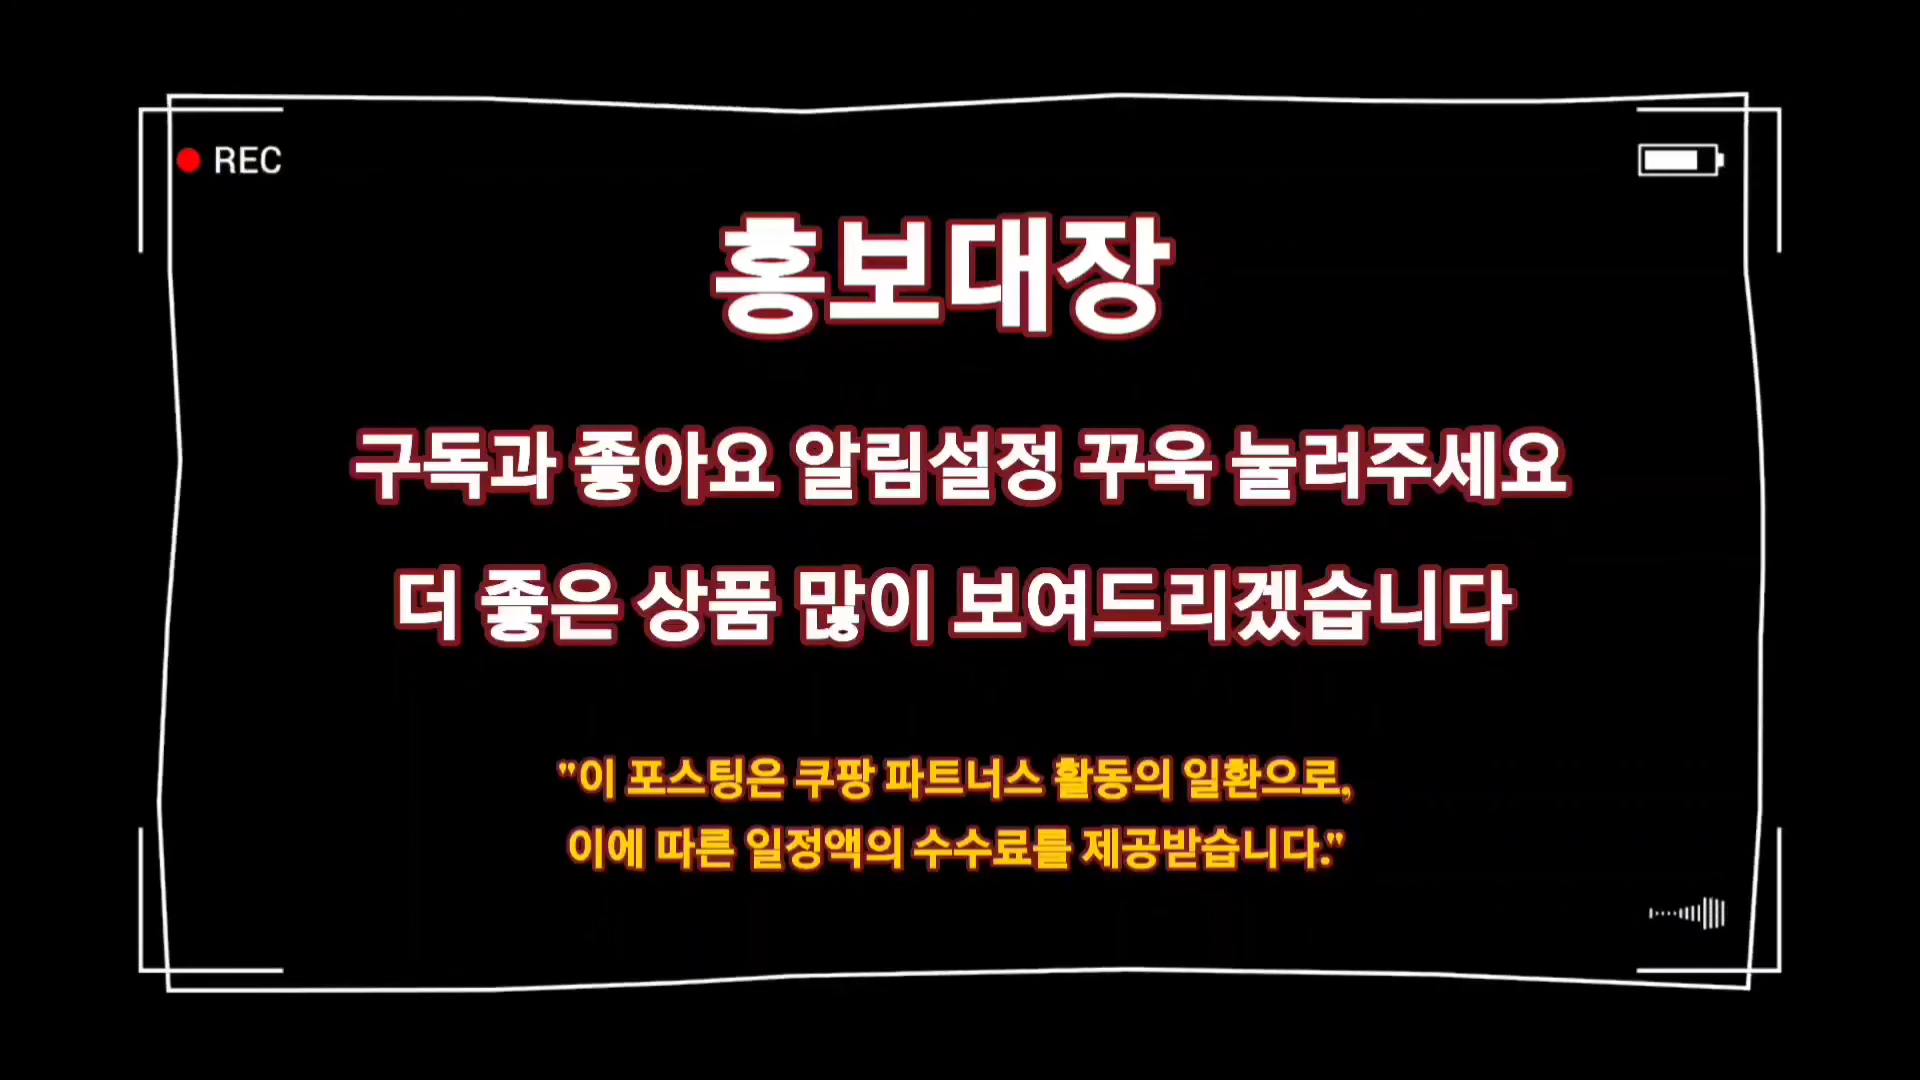 REC
홍보대장
구독과 좋아요 알림설정 꾸욱 눌러주세요
더 좋은 상품 많이 보여드리겠습니다
"이 포스팅은 쿠팡 파트너스 활동의 일환으로,
이에 따른 일정액의 수수료를 제공받습니다."